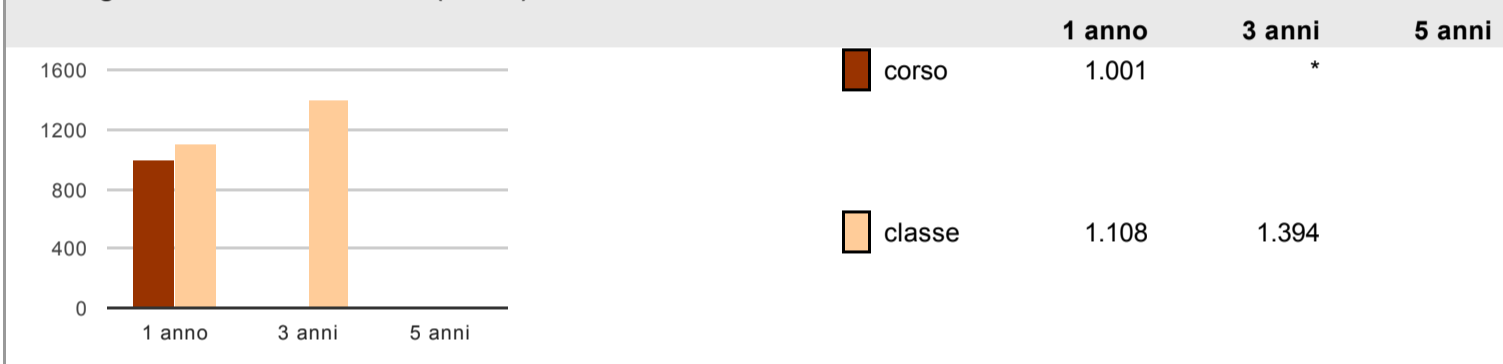 1 anno 3 anni 5 anni
1600
1200
800
400
0
1 anno 3 anni 5 anni
corso 1.001 *
classe 1.108 1.394